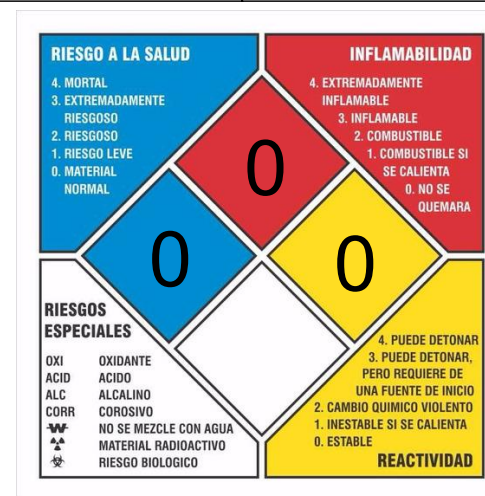 RIESGO A LA SALUD
4. MORTAL
3. EXTREMADAMENTE
RIESGOSO
2. RIESGOSO
1. RIESGO LEVE
0. MATERIAL
NORMAL
INFLAMABILIDAD
4. EXTREMADAMENTE
INFLAMABLE
3. INFLAMABLE
2. COMBUSTIBLE
1. COMBUSTIBLE SI
SE CALIENTA
0. NO SE
QUEMARA
0
0
0
RIESGOS
ESPECIALES
OXI OXIDANTE
ACID ACIDO
ALC ALCALINO
CORR COROSIVO
W NO SE MEZCLE CON AGUA
MATERIAL RADIOACTIVO
RIESGO BIOLOGICO
4. PUEDE DETONAR
3. PUEDE DETONAR,
PERO REQUIERE DE
UNA FUENTE DE INICIO
2. CAMBIO QUIMICO VIOLENTO
1. INESTABLE SI SE CALIENTA
0. ESTABLE
REACTIVIDAD